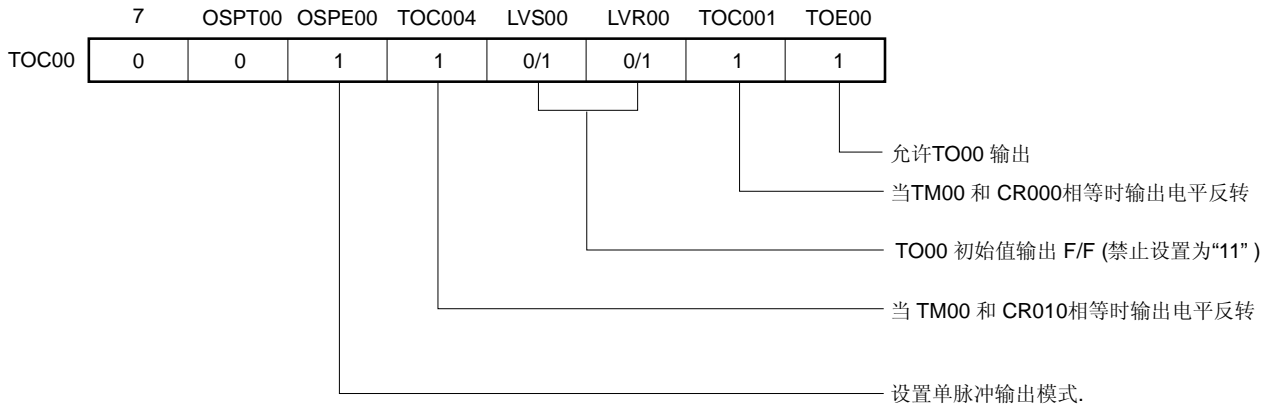 7 OSPT00 OSPE00 TOC004 LVS00 LVR00 TOC001 TOE00
TOC00 0 0 1 1 0/1 0/1 1 1
允许TO00 输出
当TM00 和 CR000相等时输出电平反转
TO00 初始值输出 F/F (禁止设置为“11” )
当 TM00 和 CR010相等时输出电平反转
设置单脉冲输出模式.